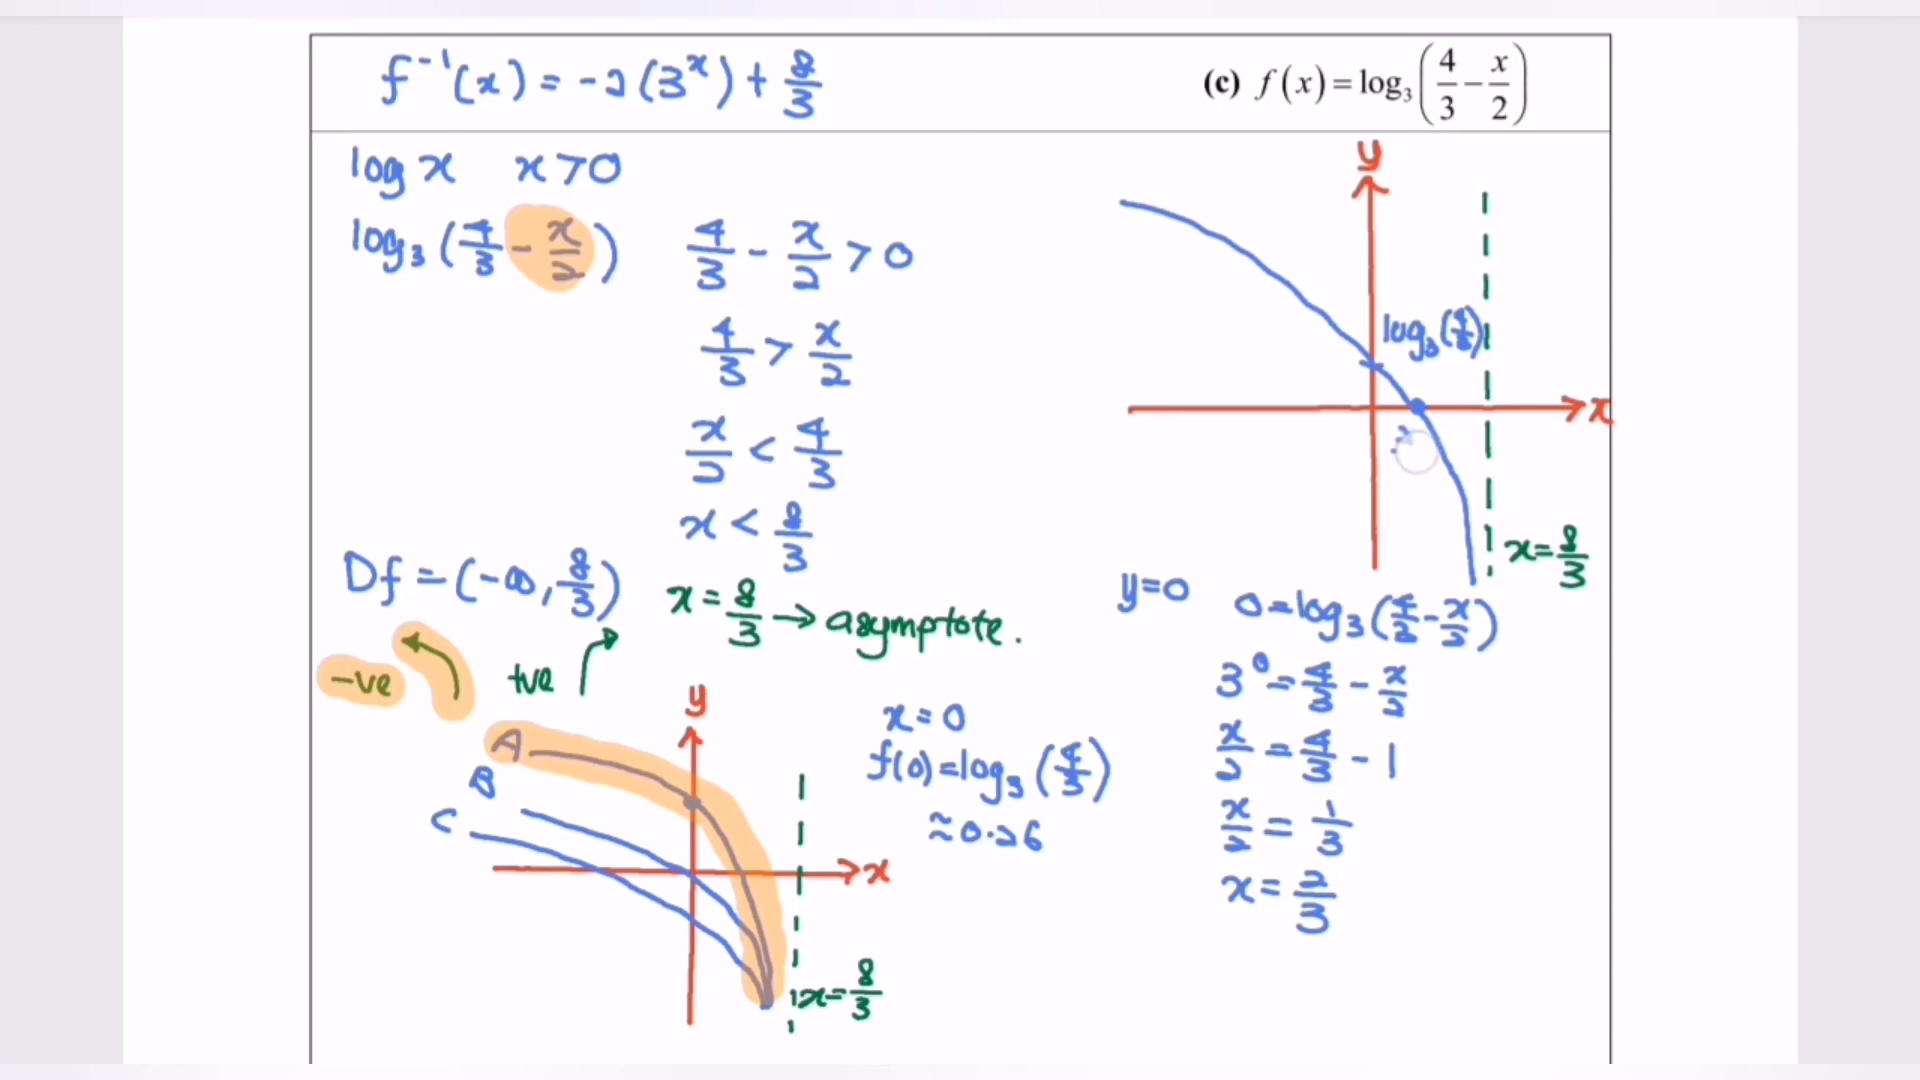 f⁻¹(x) = -2(3ˣ) + 8/3
(c) f(x) = log₃(4/3 − x/2)
log x x > 0
log₃(4/3 - x/2) 4/3 - x/2 > 0
4/3 > x/2
x/2 < 4/3
x < 8/3
Df = (-∞, 8/3)
x = 8/3 → asymptote.
-ve +ve
y
A
B
C
x
x = 8/3
x = 0
f(0) = log₃(4/3)
≈ 0.26
y
log₃(4/3)
x
x = 8/3
y = 0 0 = log₃(4/3 - x/2)
3⁰ = 4/3 - x/2
x/2 = 4/3 - 1
x/2 = 1/3
x = 2/3